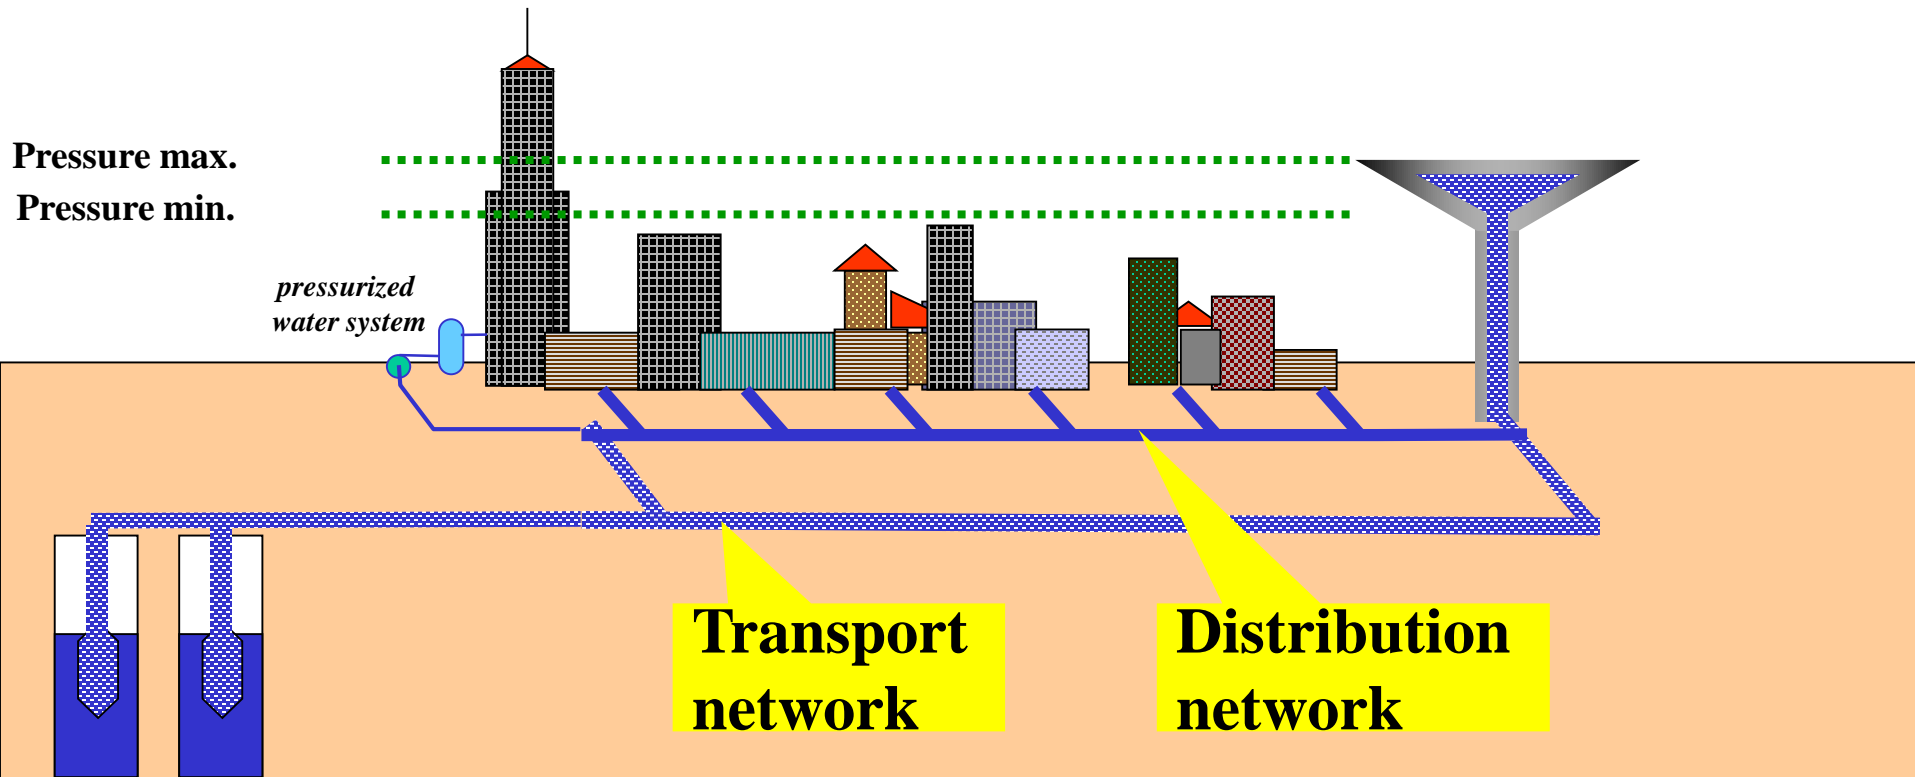 Pressure max.
Pressure min.
pressurized
water system
Transport
network
Distribution
network